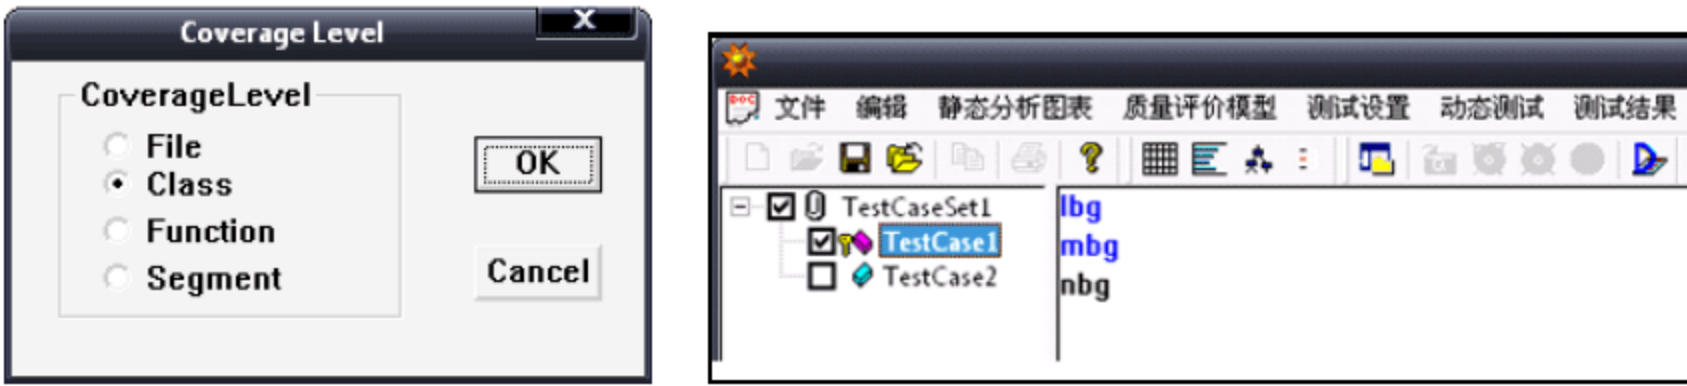 Coverage Level
X
CoverageLevel
File
Class
Function
Segment
OK
Cancel
DOC 文件 编辑 静态分析图表 质量评价模型 测试设置 动态测试 测试结果
TestCaseSet1
TestCase1
TestCase2
lbg
mbg
nbg